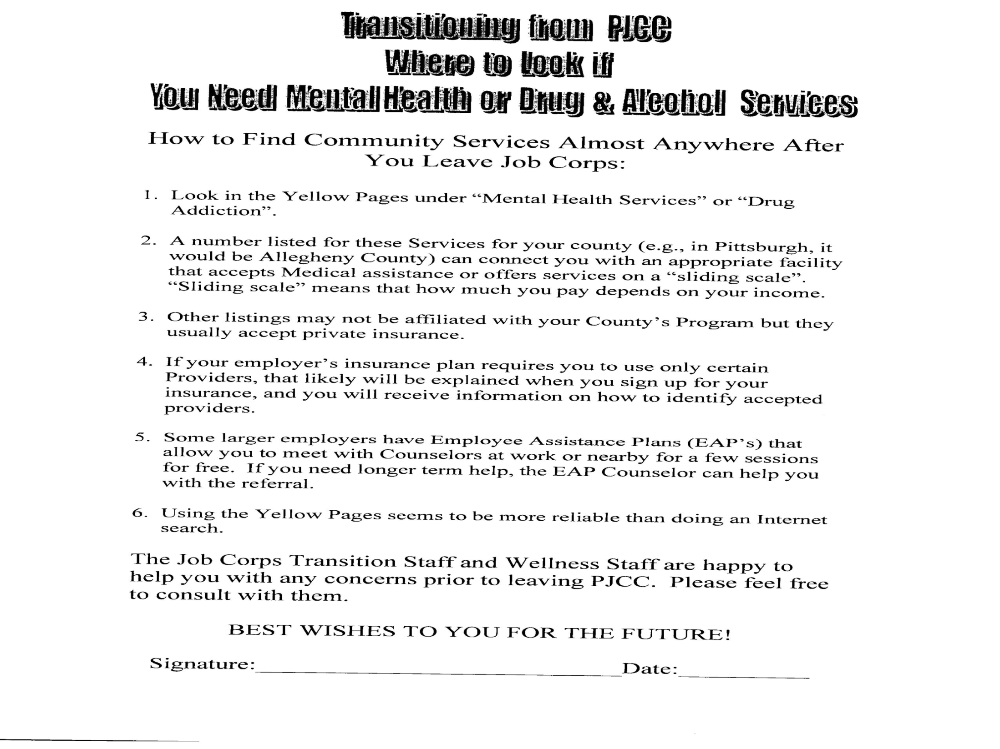 Transitioning from PJCC
Where to look if
You Need Mental Health or Drug & Alcohol Services
How to Find Community Services Almost Anywhere After
You Leave Job Corps:
1. Look in the Yellow Pages under “Mental Health Services” or “Drug
Addiction”.
2. A number listed for these Services for your county (e.g., in Pittsburgh, it
would be Allegheny County) can connect you with an appropriate facility
that accepts Medical assistance or offers services on a “sliding scale”.
“Sliding scale” means that how much you pay depends on your income.
3. Other listings may not be affiliated with your County’s Program but they
usually accept private insurance.
4. If your employer’s insurance plan requires you to use only certain
Providers, that likely will be explained when you sign up for your
insurance, and you will receive information on how to identify accepted
providers.
5. Some larger employers have Employee Assistance Plans (EAP’s) that
allow you to meet with Counselors at work or nearby for a few sessions
for free. If you need longer term help, the EAP Counselor can help you
with the referral.
6. Using the Yellow Pages seems to be more reliable than doing an Internet
search.
The Job Corps Transition Staff and Wellness Staff are happy to
help you with any concerns prior to leaving PJCC. Please feel free
to consult with them.
BEST WISHES TO YOU FOR THE FUTURE!
Signature: Date: